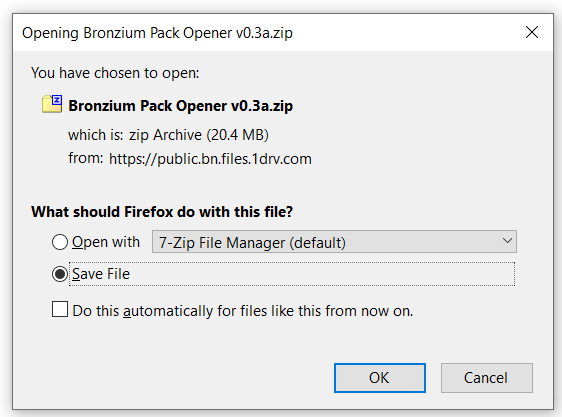 Opening Bronzium Pack Opener v0.3a.zip
You have chosen to open:
Bronzium Pack Opener v0.3a.zip
which is: zip Archive (20.4 MB)
from: https://public.bn.files.1drv.com
What should Firefox do with this file?
Open with 7-Zip File Manager (default)
Save File
Do this automatically for files like this from now on.
OK Cancel